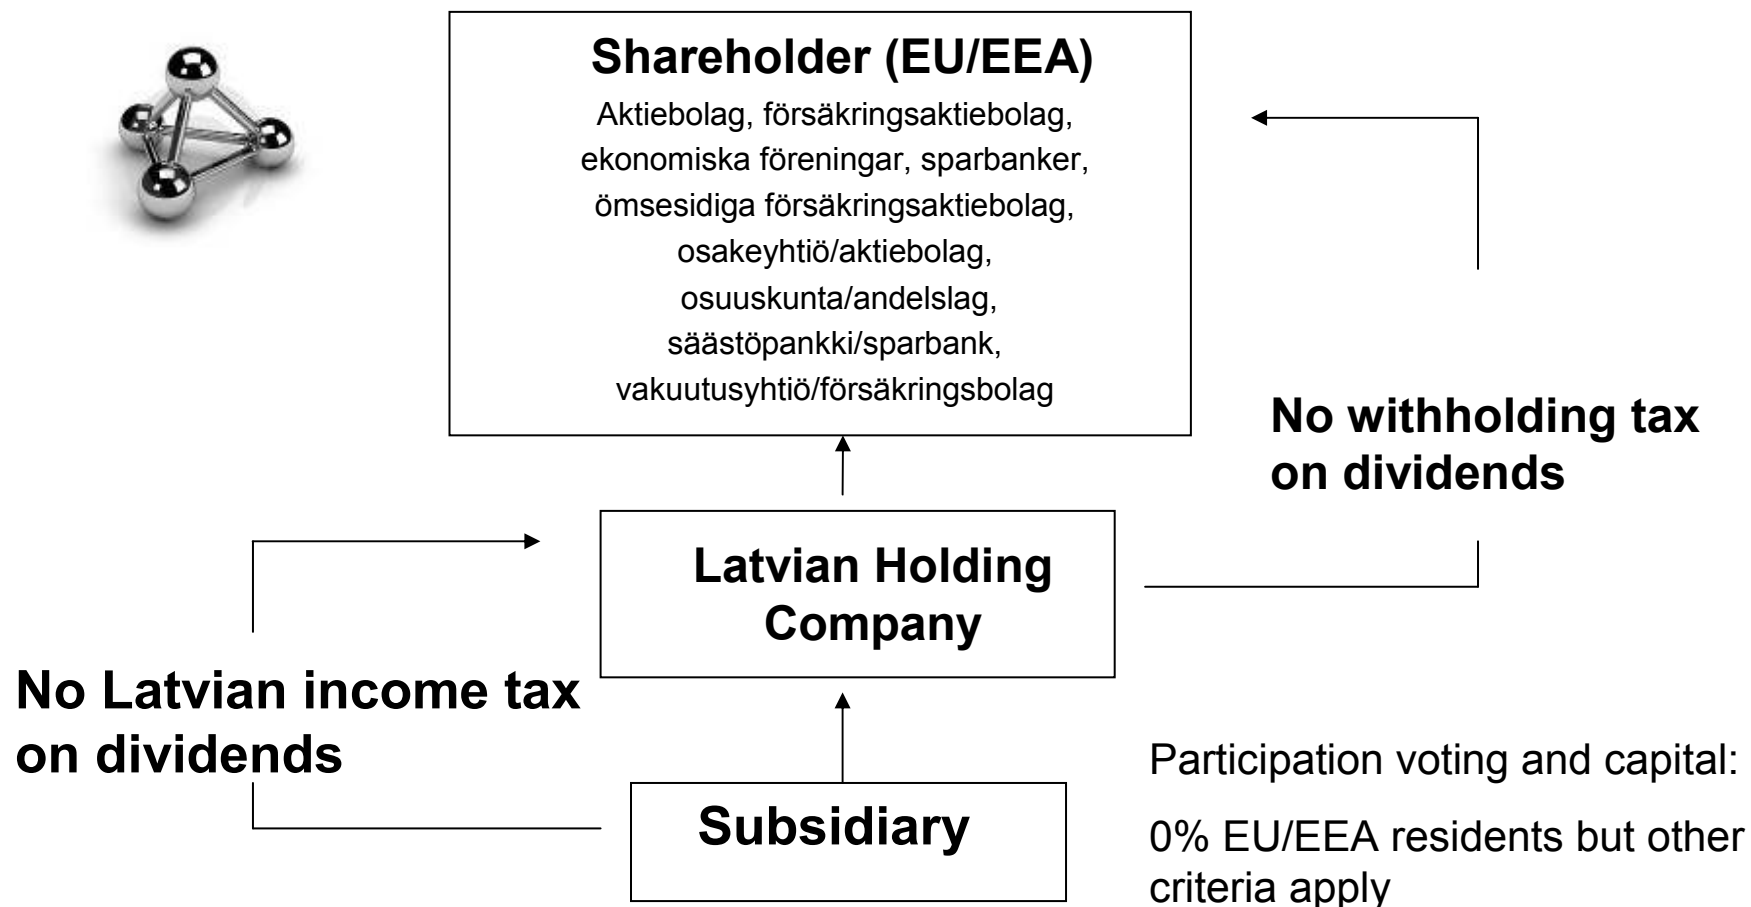 Shareholder (EU/EEA)
Aktiebolag, försäkringsaktiebolag,
ekonomiska föreningar, sparbanker,
ömsesidiga försäkringsaktiebolag,
osakeyhtiö/aktiebolag,
osuuskunta/andelslag,
säästöpankki/sparbank,
vakuutusyhtiö/försäkringsbolag
No withholding tax
on dividends
Latvian Holding
Company
No Latvian income tax
on dividends
Subsidiary
Participation voting and capital:
0% EU/EEA residents but other
criteria apply